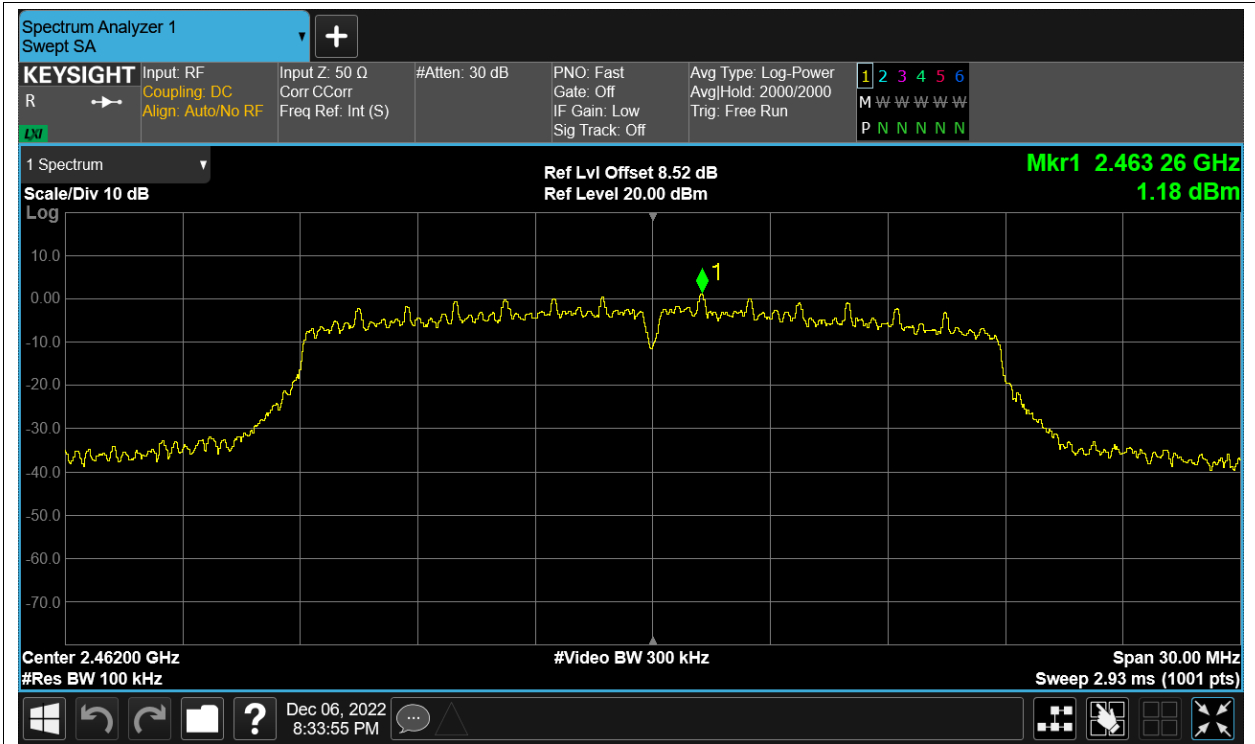 Spectrum Analyzer 1
Swept SA
KEYSIGHT
R
LXI
Input: RF
Coupling: DC
Align: Auto/No RF
Input Z: 50 Ω
Corr CCorr
Freq Ref: Int (S)
#Atten: 30 dB
PNO: Fast
Gate: Off
IF Gain: Low
Sig Track: Off
Avg Type: Log-Power
Avg|Hold: 2000/2000
Trig: Free Run
1 2 3 4 5 6
M W W W W W
P N N N N N
1 Spectrum
Scale/Div 10 dB
Log
Ref Lvl Offset 8.52 dB
Ref Level 20.00 dBm
Mkr1 2.463 26 GHz
1.18 dBm
1
10.0
0.00
-10.0
-20.0
-30.0
-40.0
-50.0
-60.0
-70.0
Center 2.46200 GHz
#Res BW 100 kHz
#Video BW 300 kHz
Span 30.00 MHz
Sweep 2.93 ms (1001 pts)
?
Dec 06, 2022
8:33:55 PM